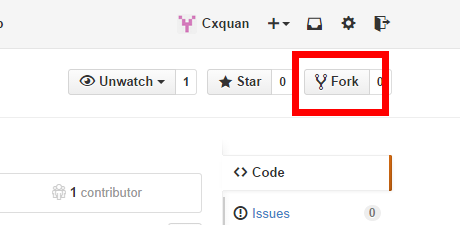 Cxquan
Unwatch 1 Star 0 Fork 0
Code
1 contributor
Issues 0